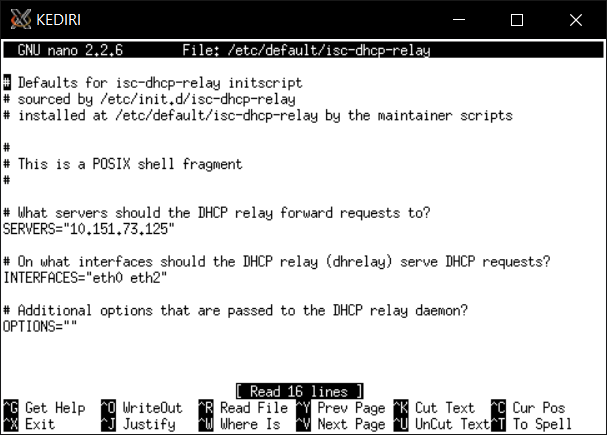 KEDIRI
GNU nano 2.2.6 File: /etc/default/isc-dhcp-relay
# Defaults for isc-dhcp-relay initscript
# sourced by /etc/init.d/isc-dhcp-relay
# installed at /etc/default/isc-dhcp-relay by the maintainer scripts
#
# This is a POSIX shell fragment
#
# What servers should the DHCP relay forward requests to?
SERVERS="10.151.73.125"
# On what interfaces should the DHCP relay (dhrelay) serve DHCP requests?
INTERFACES="eth0 eth2"
# Additional options that are passed to the DHCP relay daemon?
OPTIONS=""
[ Read 16 lines ]
^G Get Help ^O WriteOut ^R Read File ^Y Prev Page ^K Cut Text ^C Cur Pos
^X Exit ^J Justify ^W Where Is ^V Next Page ^U UnCut Text ^T To Spell